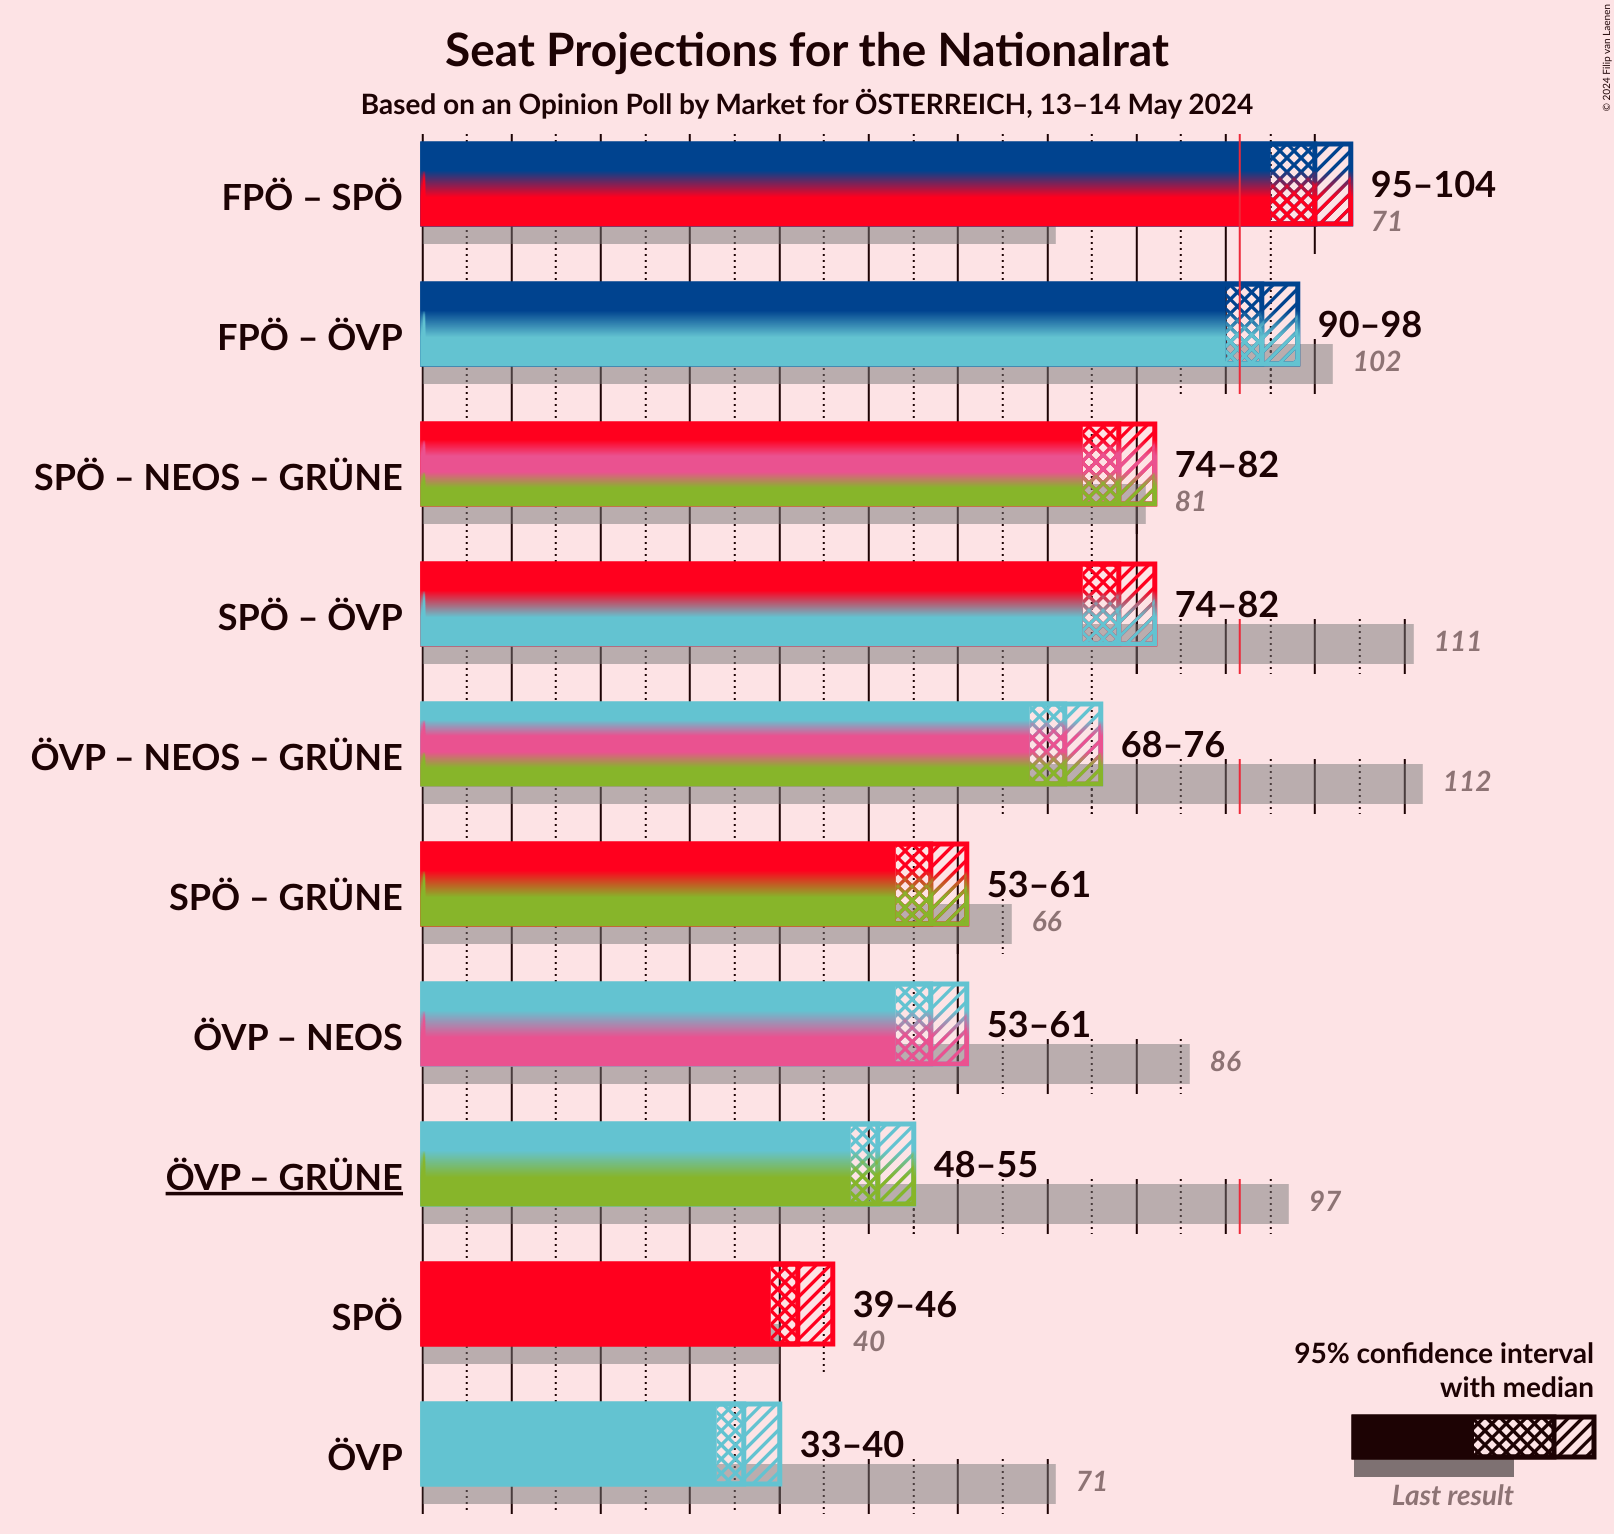 Seat Projections for the Nationalrat
Based on an Opinion Poll by Market for ÖSTERREICH, 13–14 May 2024
© 2024 Filip van Laenen
FPÖ – SPÖ
95–104
71
FPÖ – ÖVP
90–98
102
SPÖ – NEOS – GRÜNE
74–82
81
SPÖ – ÖVP
74–82
111
ÖVP – NEOS – GRÜNE
68–76
112
SPÖ – GRÜNE
53–61
66
ÖVP – NEOS
53–61
86
ÖVP – GRÜNE
48–55
97
SPÖ
39–46
40
ÖVP
33–40
71
95% confidence interval
with median
Last result